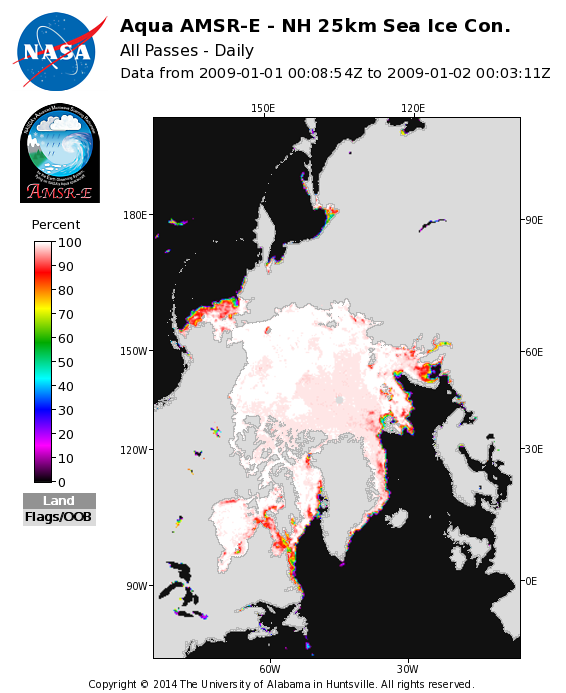 Aqua AMSR-E - NH 25km Sea Ice Con.
All Passes - Daily
Data from 2009-01-01 00:08:54Z to 2009-01-02 00:03:11Z
NASA
AMSR-E
150E 120E
180E
90E
150W
60E
120W
30E
90W
0E
60W 30W
Percent
100
90
80
70
60
50
40
30
20
10
0
Land
Flags/OOB
Copyright © 2014 The University of Alabama in Huntsville. All rights reserved.